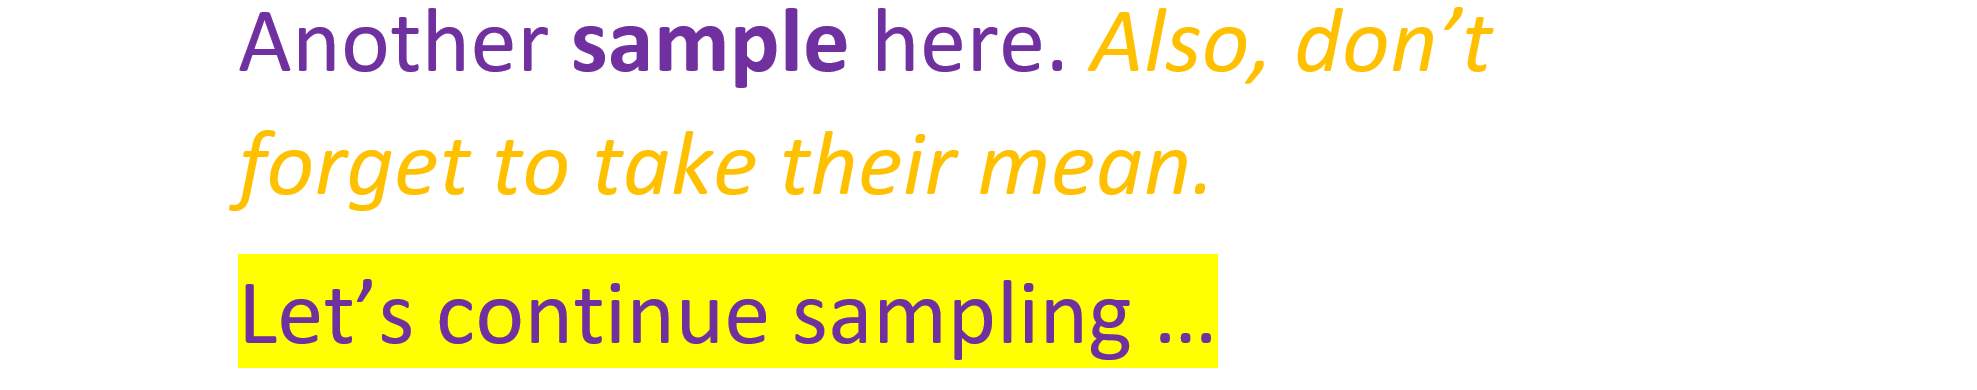 Another sample here. Also, don’t
forget to take their mean.
Let’s continue sampling …